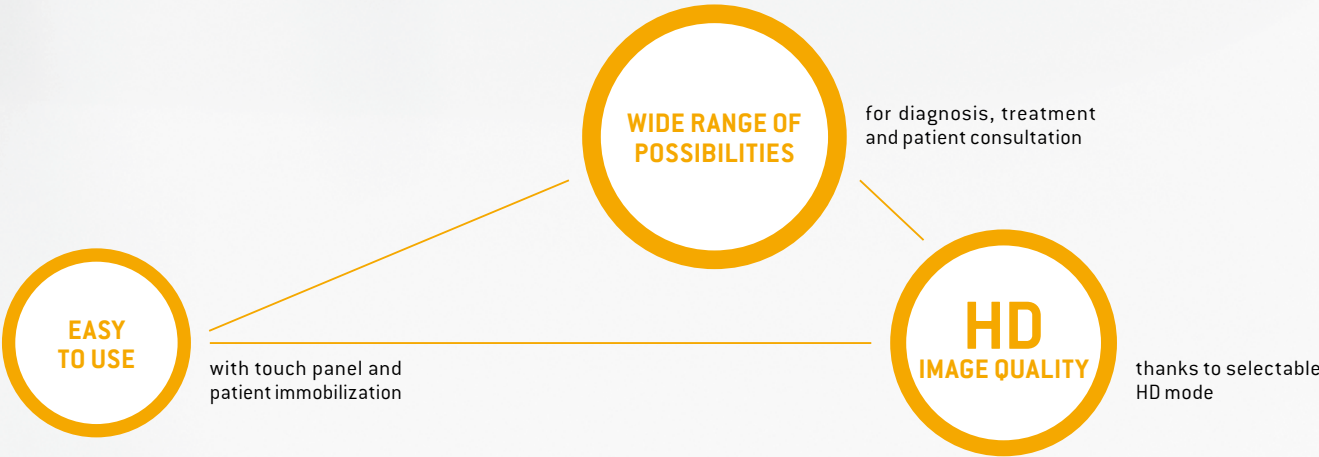 WIDE RANGE OF
POSSIBILITIES
for diagnosis, treatment
and patient consultation
EASY
TO USE
with touch panel and
patient immobilization
HD
IMAGE QUALITY
thanks to selectable
HD mode